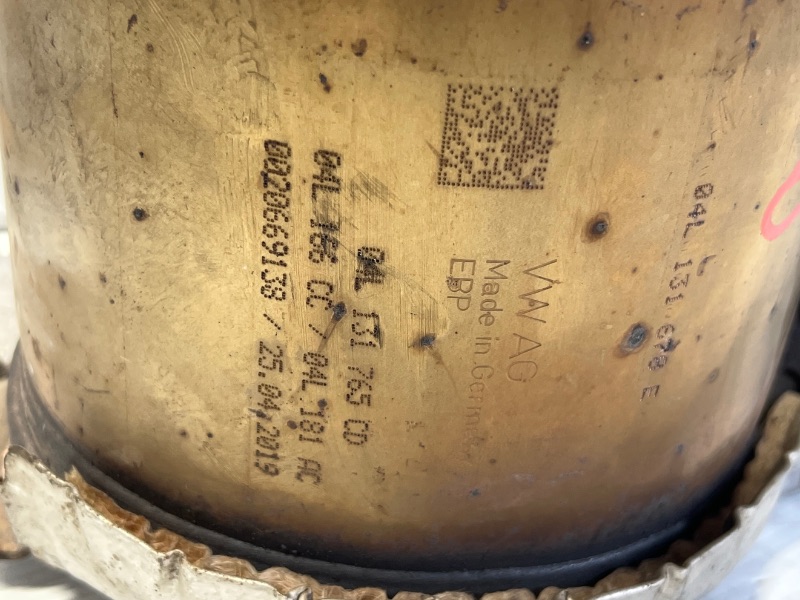 04L 131 670 E
VW AG
Made in Germany
EBP
04L 131 765 CD
04L 166 CC / 04L 181 AC
0020669138 / 25.04.2019